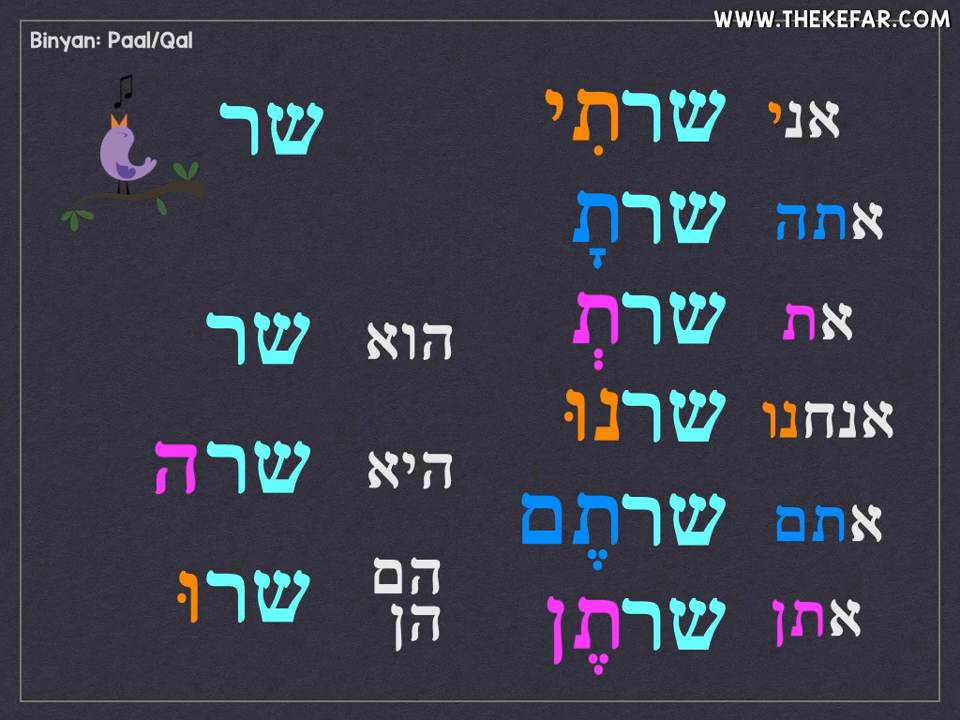 WWW.THEKEFAR.COM
Binyan: Paal/Qal
שר
אני שרתִי
אתה שרתָ
את שרתְ
אנחנו שרנוּ
אתם שרתֶם
אתן שרתֶן
הוא שר
היא שרה
הם
הן
שרוּ